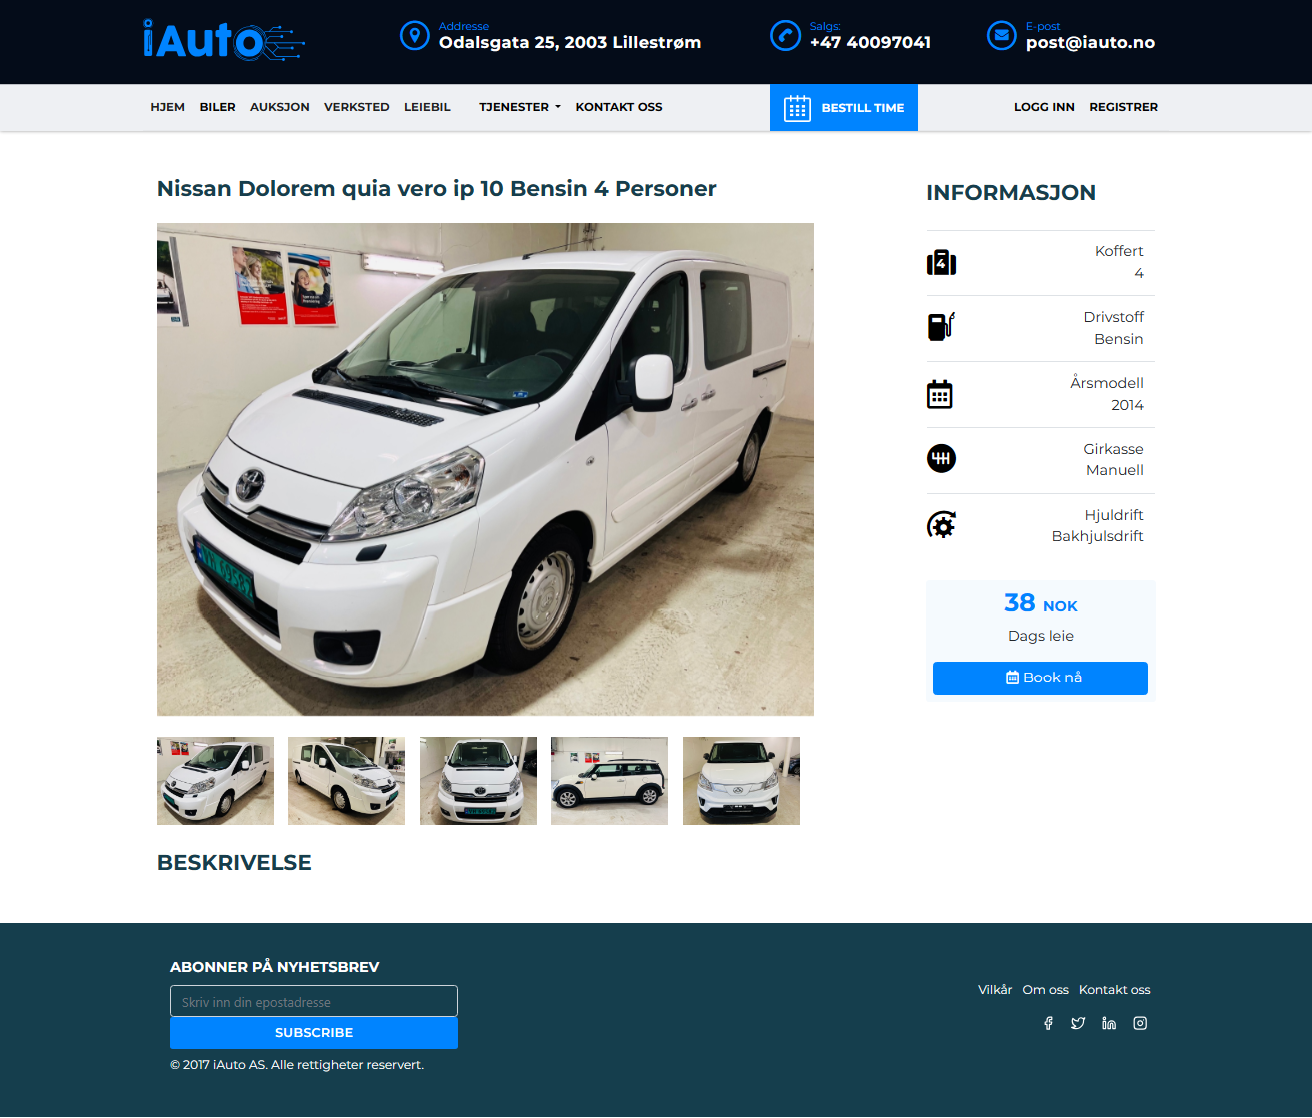 iAuto
Addresse
Odalsgata 25, 2003 Lillestrøm
Salgs:
+47 40097041
E-post
post@iauto.no
HJEM BILER AUKSJON VERKSTED LEIEBIL TJENESTER KONTAKT OSS
BESTILL TIME
LOGG INN REGISTRER
Nissan Dolorem quia vero ip 10 Bensin 4 Personer
INFORMASJON
4
Koffert
4
Drivstoff
Bensin
Årsmodell
2014
Girkasse
Manuell
Hjuldrift
Bakhjulsdrift
38 NOK
Dags leie
Book nå
BESKRIVELSE
ABONNER PÅ NYHETSBREV
Skriv inn din epostadresse
SUBSCRIBE
© 2017 iAuto AS. Alle rettigheter reservert.
Vilkår Om oss Kontakt oss